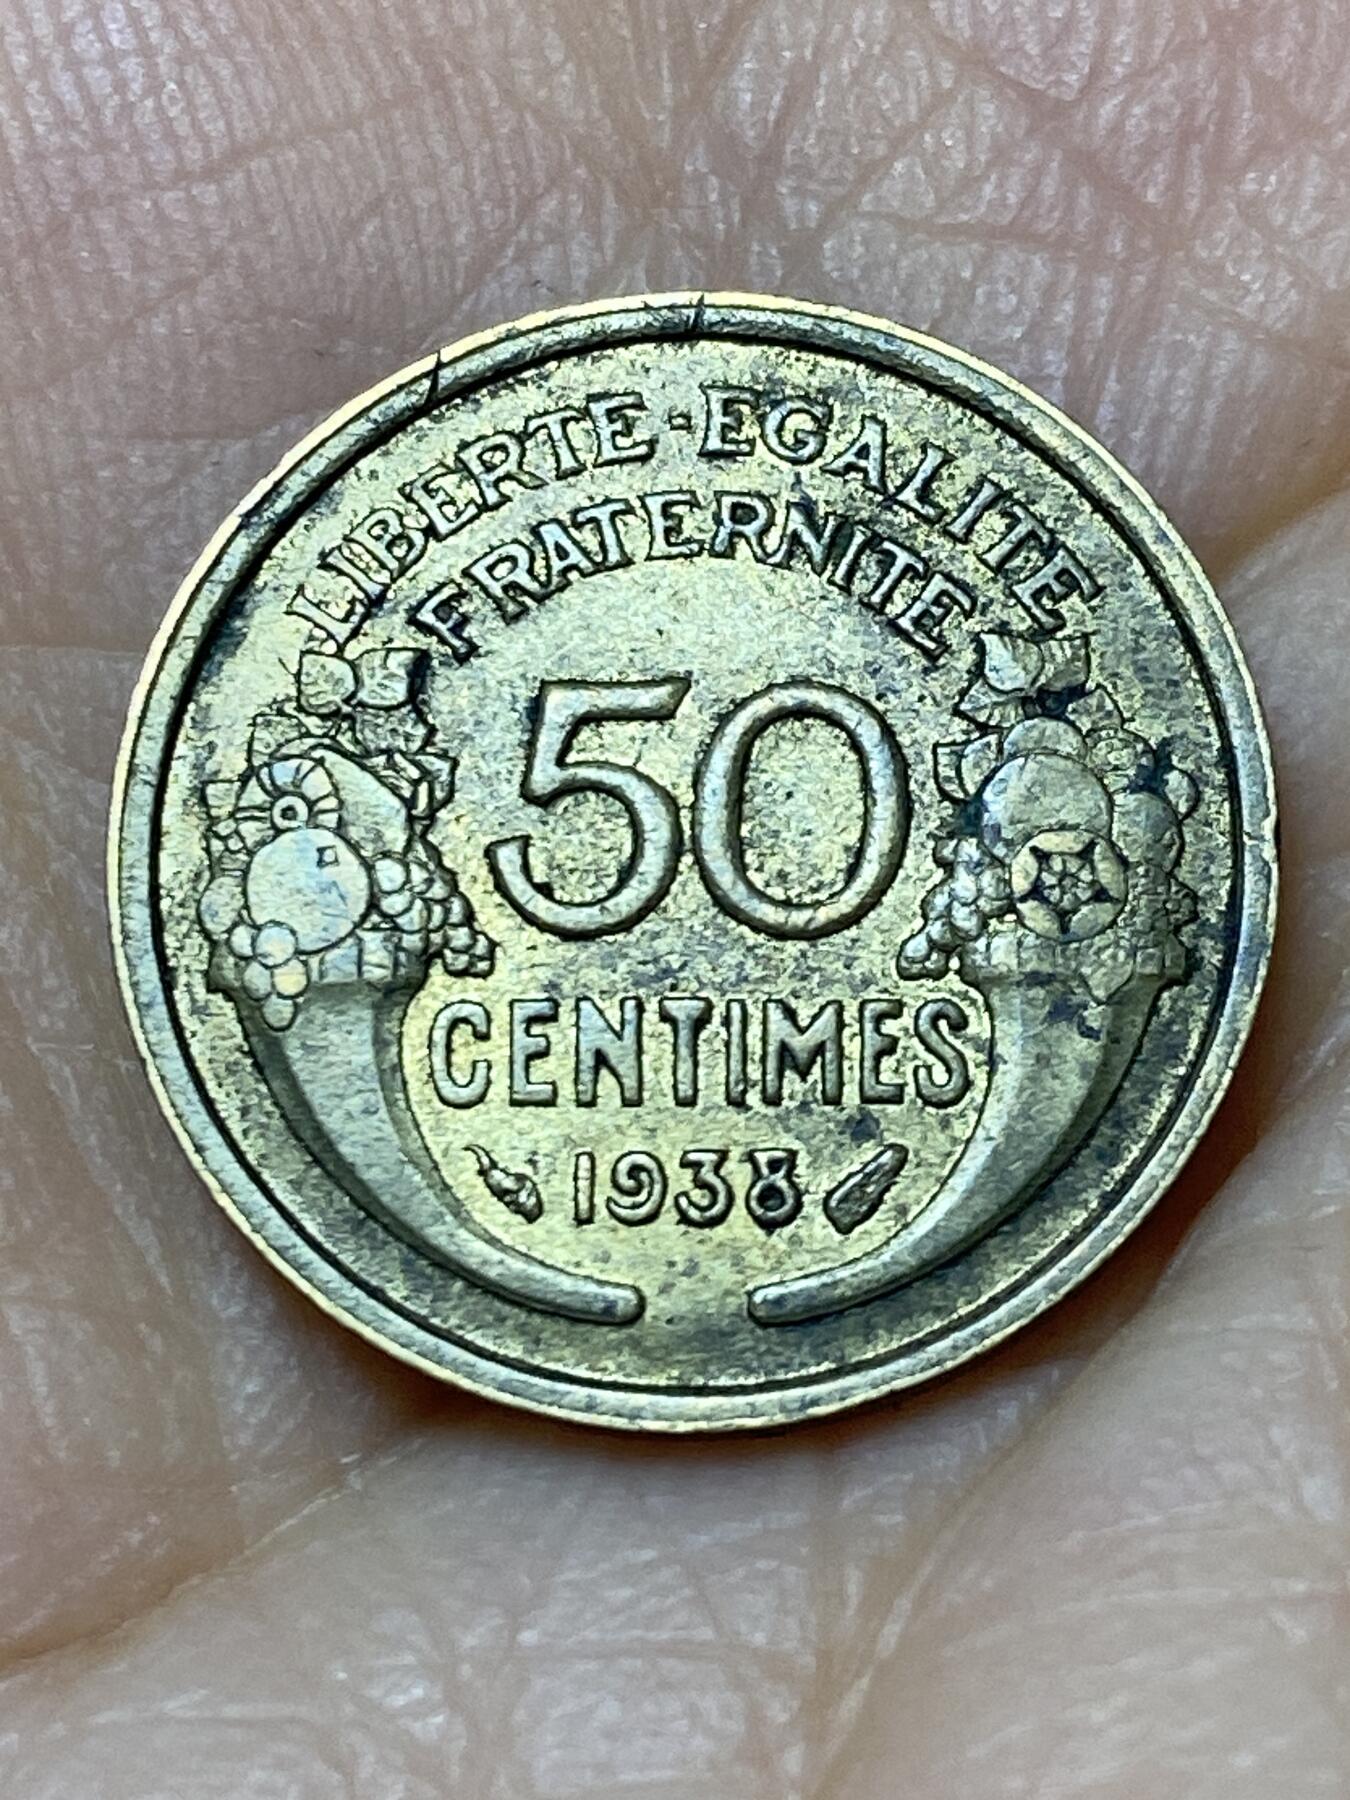 LIBERTE-EGALITE
FRATERNITE
50
CENTIMES
1938